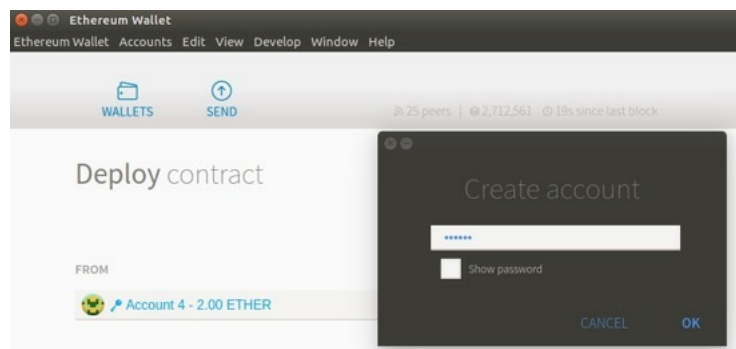 Ethereum Wallet
Ethereum Wallet Accounts Edit View Develop Window Help
WALLETS SEND
25 peers | 2,712,561 19s since last block
Deploy contract
Create account
••••••
Show password
FROM
Account 4 - 2.00 ETHER
CANCEL OK